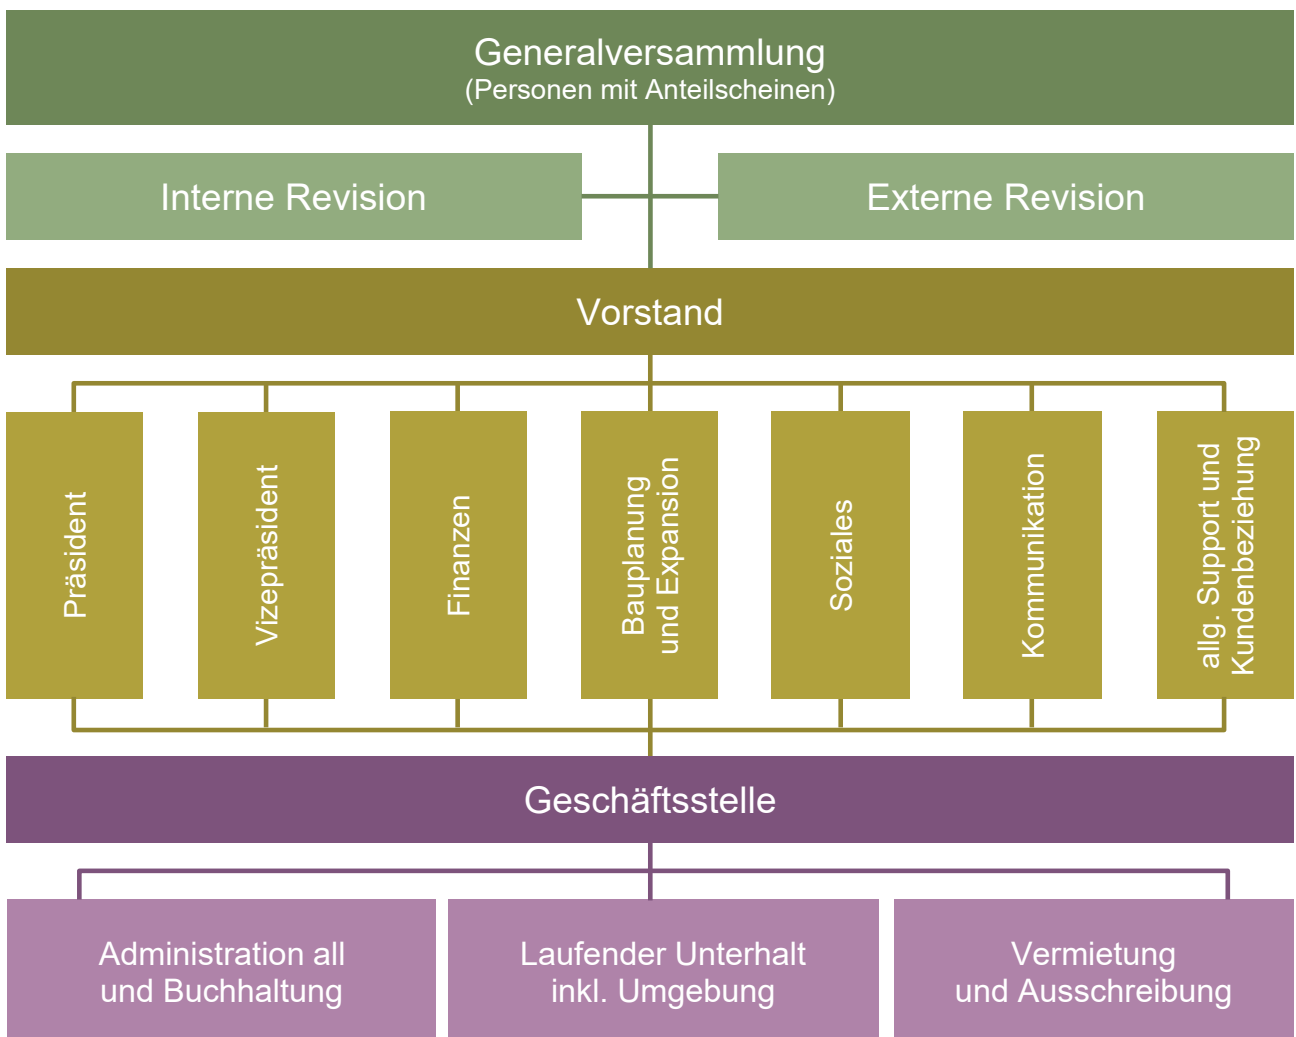 Generalversammlung
(Personen mit Anteilscheinen)
Interne Revision
Externe Revision
Vorstand
Präsident
Vizepräsident
Finanzen
Bauplanung
und Expansion
Soziales
Kommunikation
allg. Support und
Kundenbeziehung
Geschäftsstelle
Administration all
und Buchhaltung
Laufender Unterhalt
inkl. Umgebung
Vermietung
und Ausschreibung